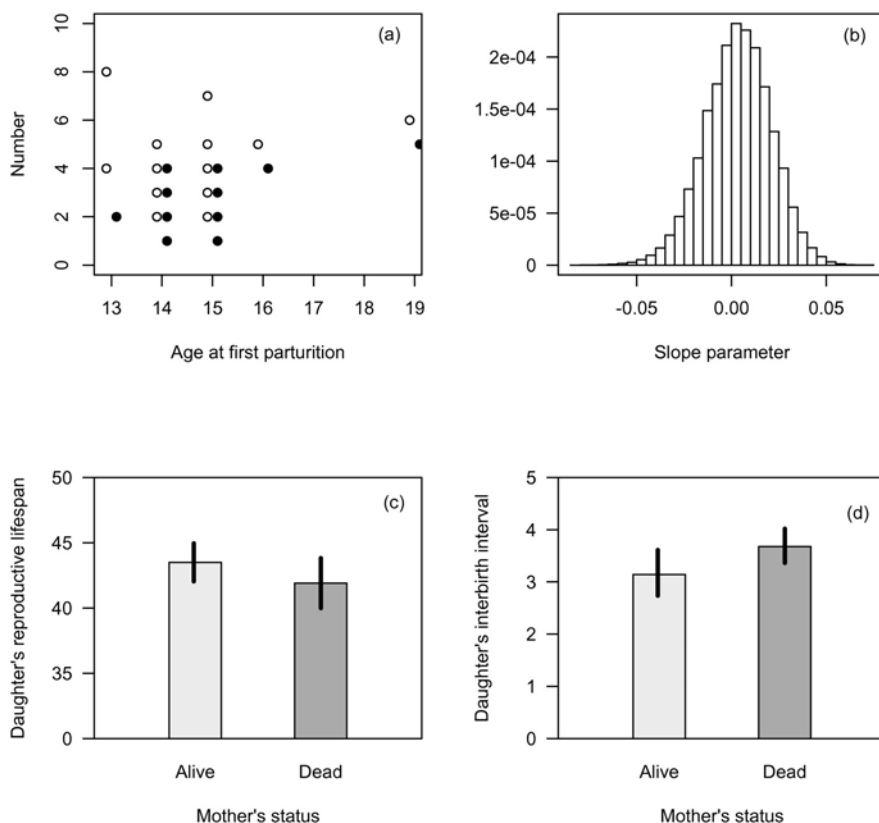 (a)
Number
10
8
6
4
2
0
13 14 15 16 17 18 19
Age at first parturition
(b)
2e-04
1.5e-04
1e-04
5e-05
0
-0.05 0.00 0.05
Slope parameter
(c)
Daughter's reproductive lifespan
50
45
40
35
0
Alive Dead
Mother's status
(d)
Daughter's interbirth interval
5
4
3
2
1
0
Alive Dead
Mother's status